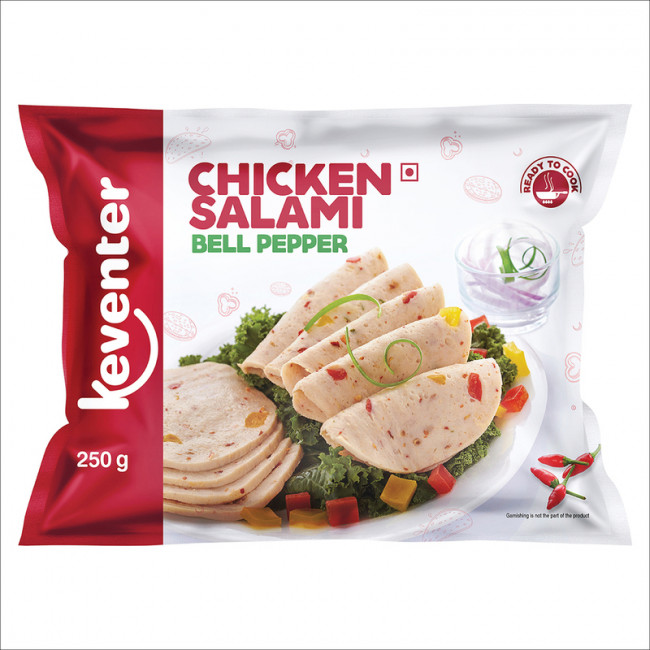 keventer
250 g
CHICKEN
SALAMI
BELL PEPPER
READY TO COOK
Garnishing is not the part of the product